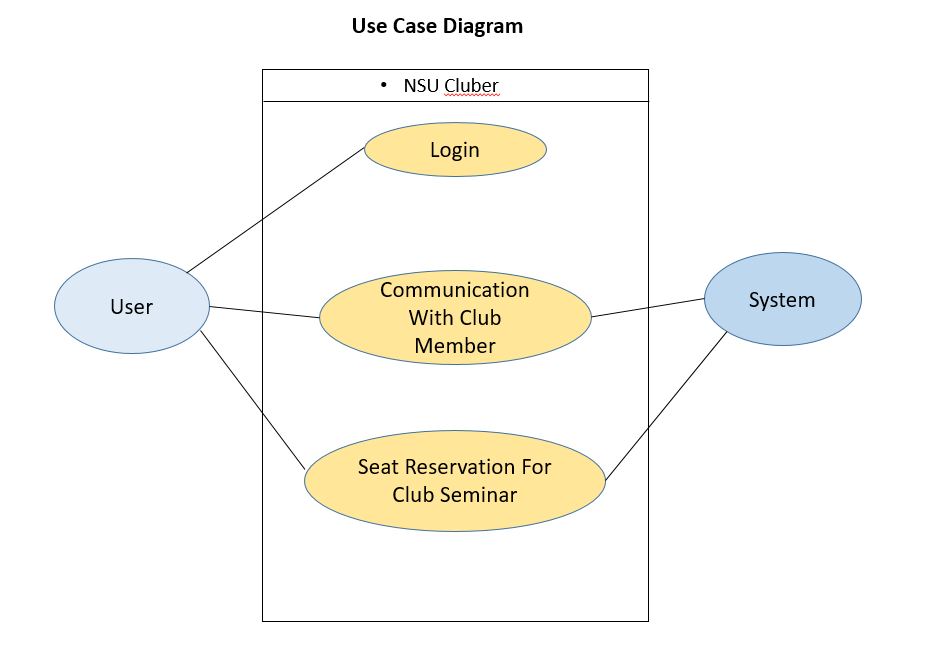 Use Case Diagram
• NSU Cluber
Login
Communication
With Club
Member
User
System
Seat Reservation For
Club Seminar